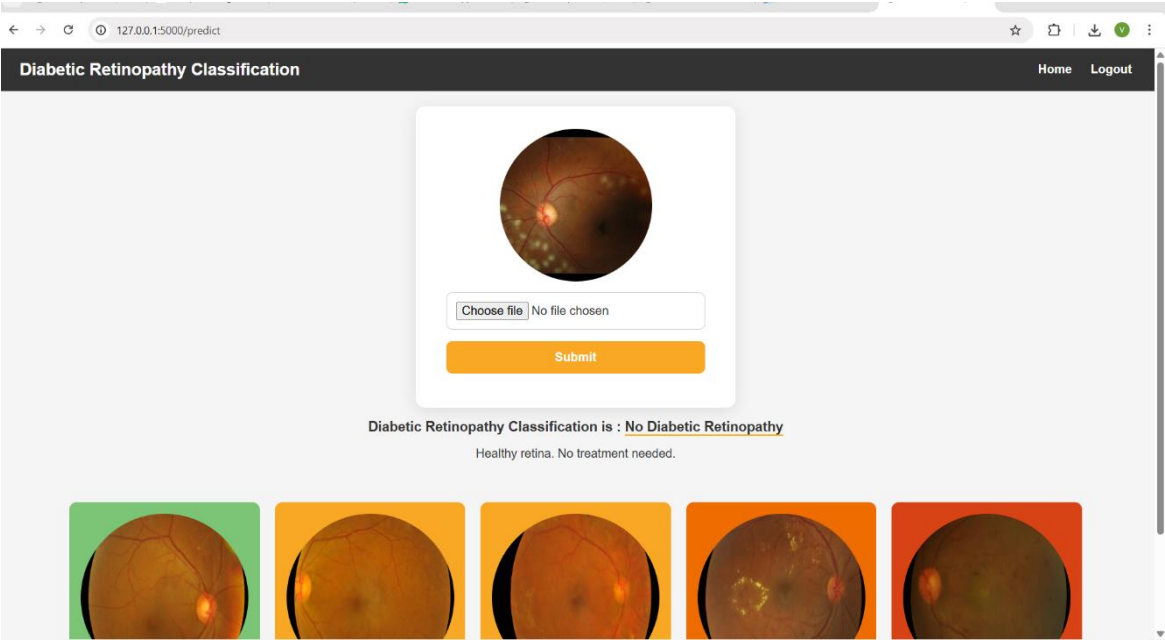 127.0.0.1:5000/predict
V
Diabetic Retinopathy Classification
Home Logout
Choose file No file chosen
Submit
Diabetic Retinopathy Classification is : No Diabetic Retinopathy
Healthy retina. No treatment needed.